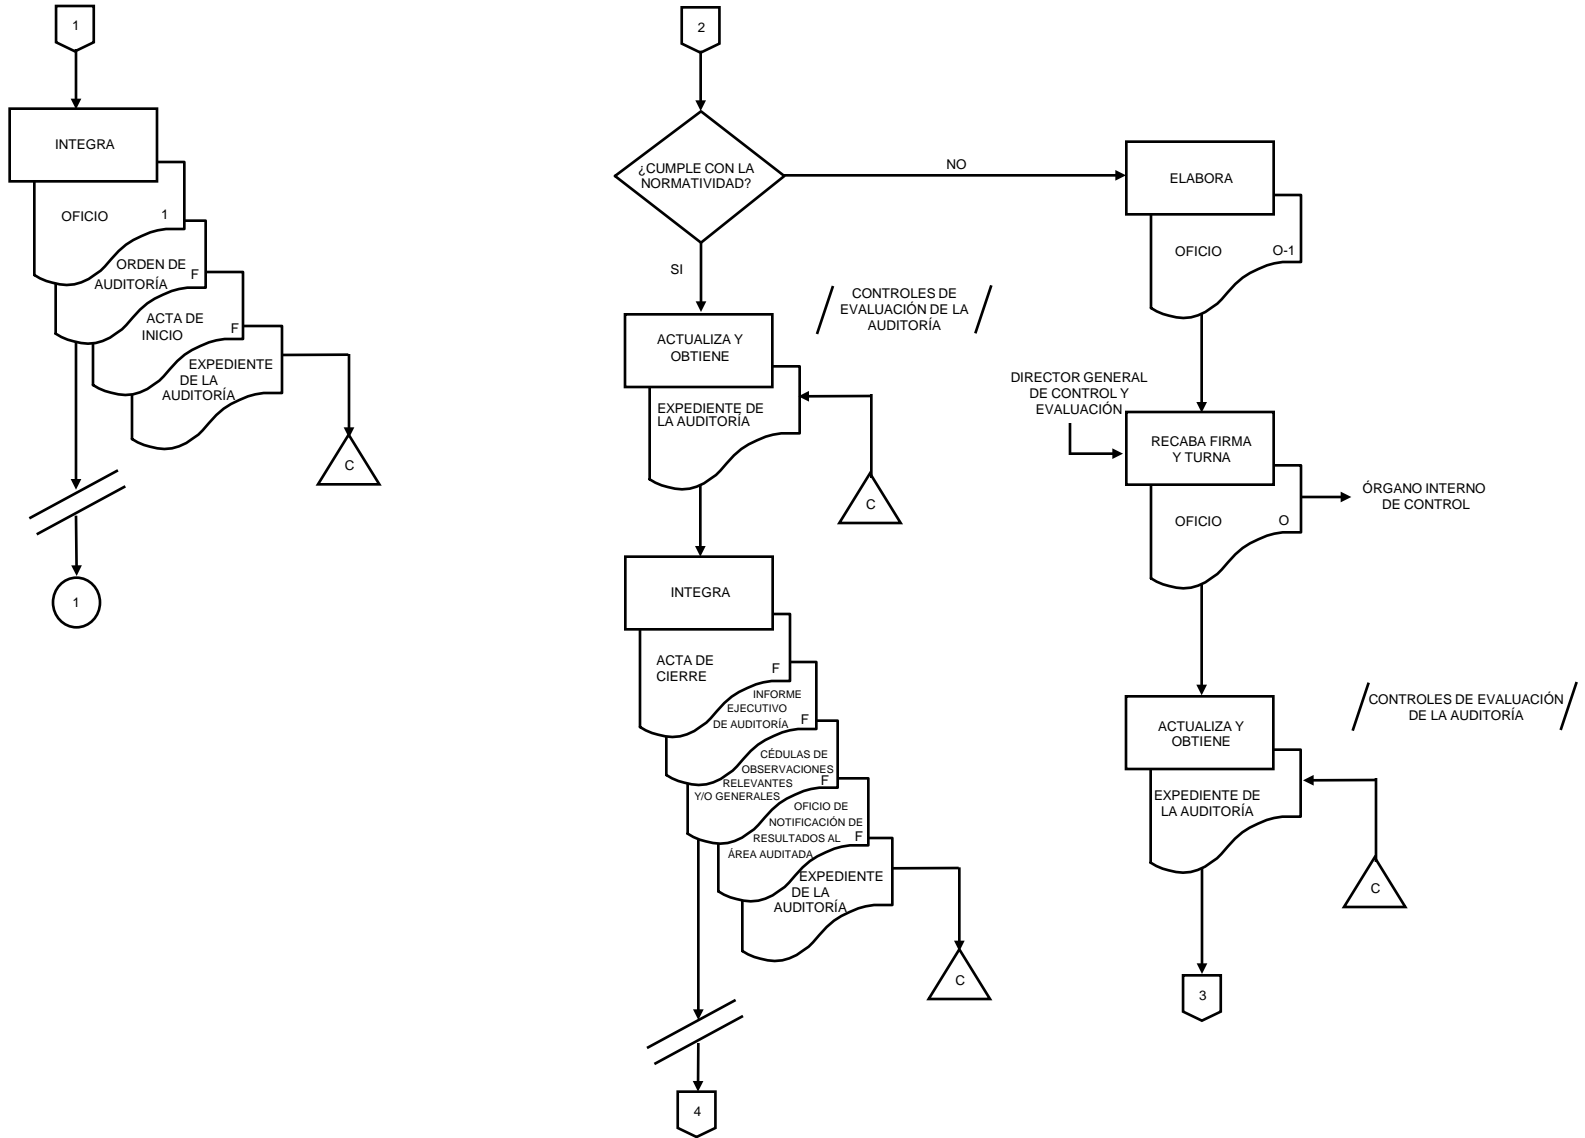 1
INTEGRA
OFICIO 1
ORDEN DE
AUDITORÍA F
ACTA DE
INICIO F
EXPEDIENTE
DE LA
AUDITORÍA
C
1
2
¿CUMPLE CON LA
NORMATIVIDAD?
NO
SI
CONTROLES DE
EVALUACIÓN DE LA
AUDITORÍA
ACTUALIZA Y
OBTIENE
EXPEDIENTE DE
LA AUDITORÍA
C
INTEGRA
ACTA DE
CIERRE F
INFORME
EJECUTIVO
DE AUDITORÍA F
CÉDULAS DE
OBSERVACIONES
RELEVANTES F
Y/O GENERALES
OFICIO DE
NOTIFICACIÓN DE
RESULTADOS AL F
ÁREA AUDITADA
EXPEDIENTE
DE LA
AUDITORÍA
C
4
ELABORA
OFICIO O-1
DIRECTOR GENERAL
DE CONTROL Y
EVALUACIÓN
RECABA FIRMA
Y TURNA
OFICIO O
ÓRGANO INTERNO
DE CONTROL
CONTROLES DE EVALUACIÓN
DE LA AUDITORÍA
ACTUALIZA Y
OBTIENE
EXPEDIENTE DE
LA AUDITORÍA
C
3